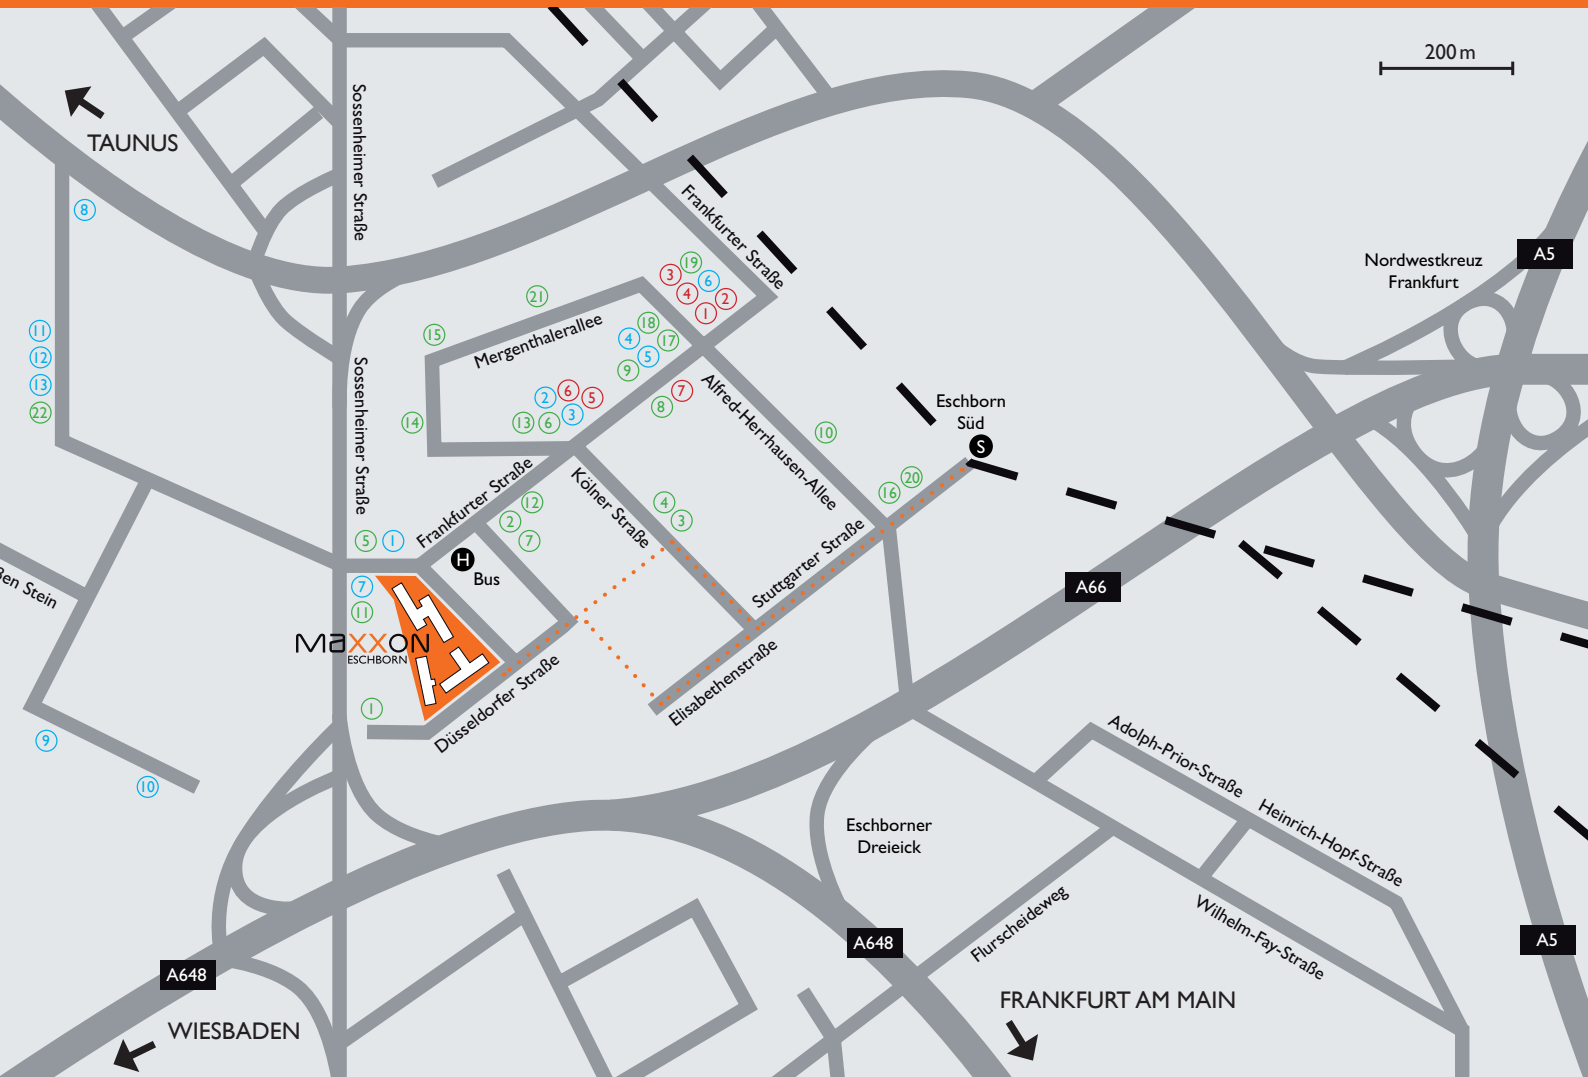 200 m
TAUNUS
Sossenheimer Straße
8
Frankfurter Straße
A5
Nordwestkreuz
Frankfurt
19
3
6
4
2
1
21
15
Mergenthalerallee
18
4
17
5
9
11
12
13
22
Sossenheimer Straße
2
6
5
3
13
6
14
7
8
Alfred-Herrhausen-Allee
10
Eschborn
Süd
S
20
16
Frankfurter Straße
Kölner Straße
12
2
7
4
3
5
1
H
Bus
Stuttgarter Straße
A66
ßen Stein
7
11
MAXXON
ESCHBORN
1
Düsseldorfer Straße
Elisabethenstraße
9
10
Adolph-Prior-Straße
Heinrich-Hopf-Straße
Eschborner
Dreieick
Flurscheideweg
Wilhelm-Fay-Straße
A648
A5
A648
WIESBADEN
FRANKFURT AM MAIN